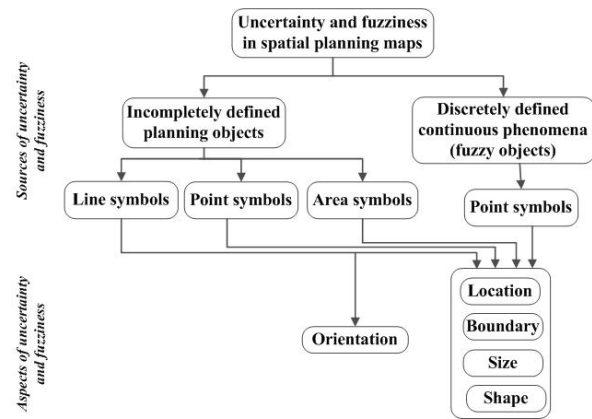 Uncertainty and fuzziness
in spatial planning maps
Sources of uncertainty
and fuzziness
Incompletely defined
planning objects
Discretely defined
continuous phenomena
(fuzzy objects)
Line symbols
Point symbols
Area symbols
Point symbols
Aspects of uncertainty
and fuzziness
Orientation
Location
Boundary
Size
Shape